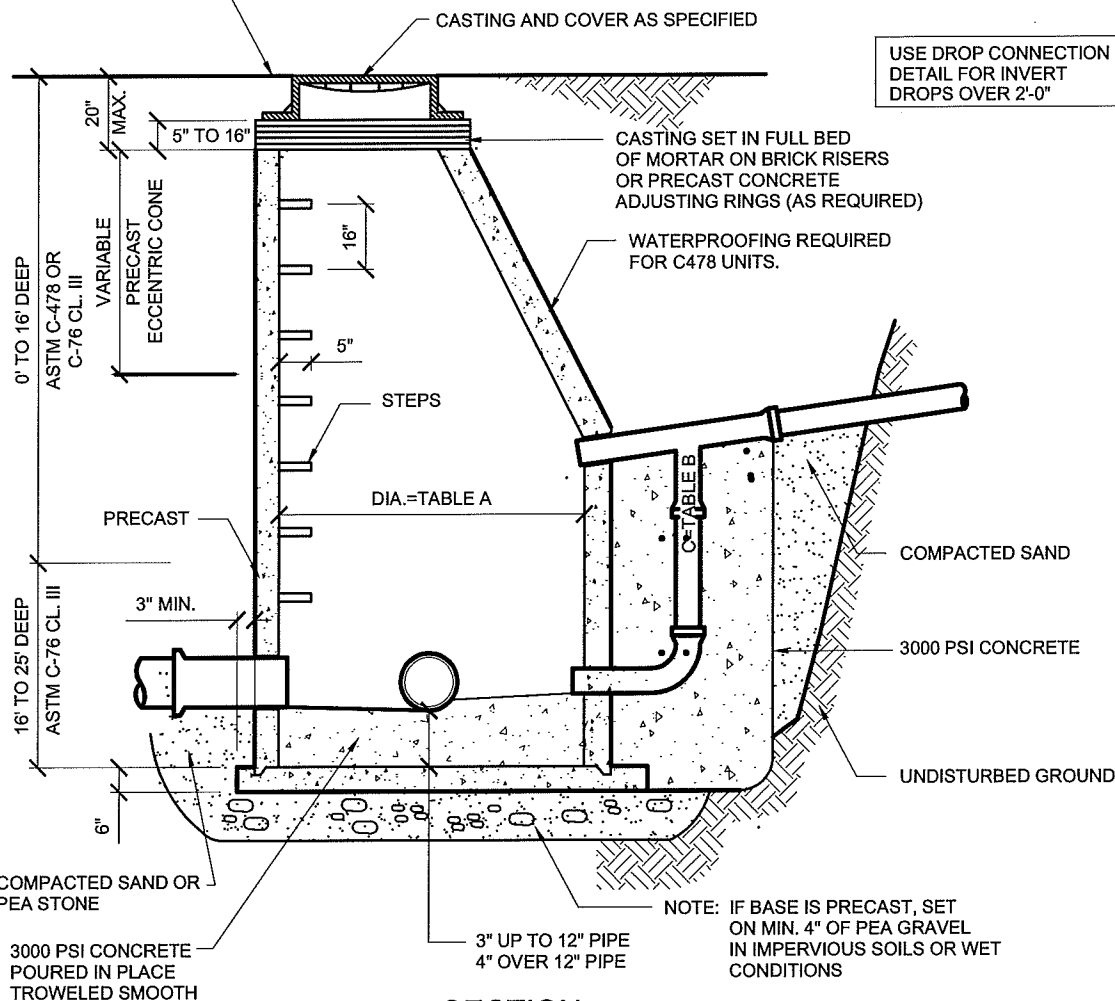 CASTING AND COVER AS SPECIFIED
USE DROP CONNECTION
DETAIL FOR INVERT
DROPS OVER 2'-0"
20"
MAX.
5" TO 16"
CASTING SET IN FULL BED
OF MORTAR ON BRICK RISERS
OR PRECAST CONCRETE
ADJUSTING RINGS (AS REQUIRED)
WATERPROOFING REQUIRED
FOR C478 UNITS.
0' TO 16' DEEP
ASTM C-478 OR
C-76 CL. III
VARIABLE
PRECAST
ECCENTRIC CONE
16"
5"
STEPS
DIA.=TABLE A
C=TABLE B
PRECAST
COMPACTED SAND
3" MIN.
16' TO 25' DEEP
ASTM C-76 CL. III
3000 PSI CONCRETE
UNDISTURBED GROUND
6"
COMPACTED SAND OR
PEA STONE
3000 PSI CONCRETE
POURED IN PLACE
TROWELED SMOOTH
3" UP TO 12" PIPE
4" OVER 12" PIPE
NOTE: IF BASE IS PRECAST, SET
ON MIN. 4" OF PEA GRAVEL
IN IMPERVIOUS SOILS OR WET
CONDITIONS
SECTION